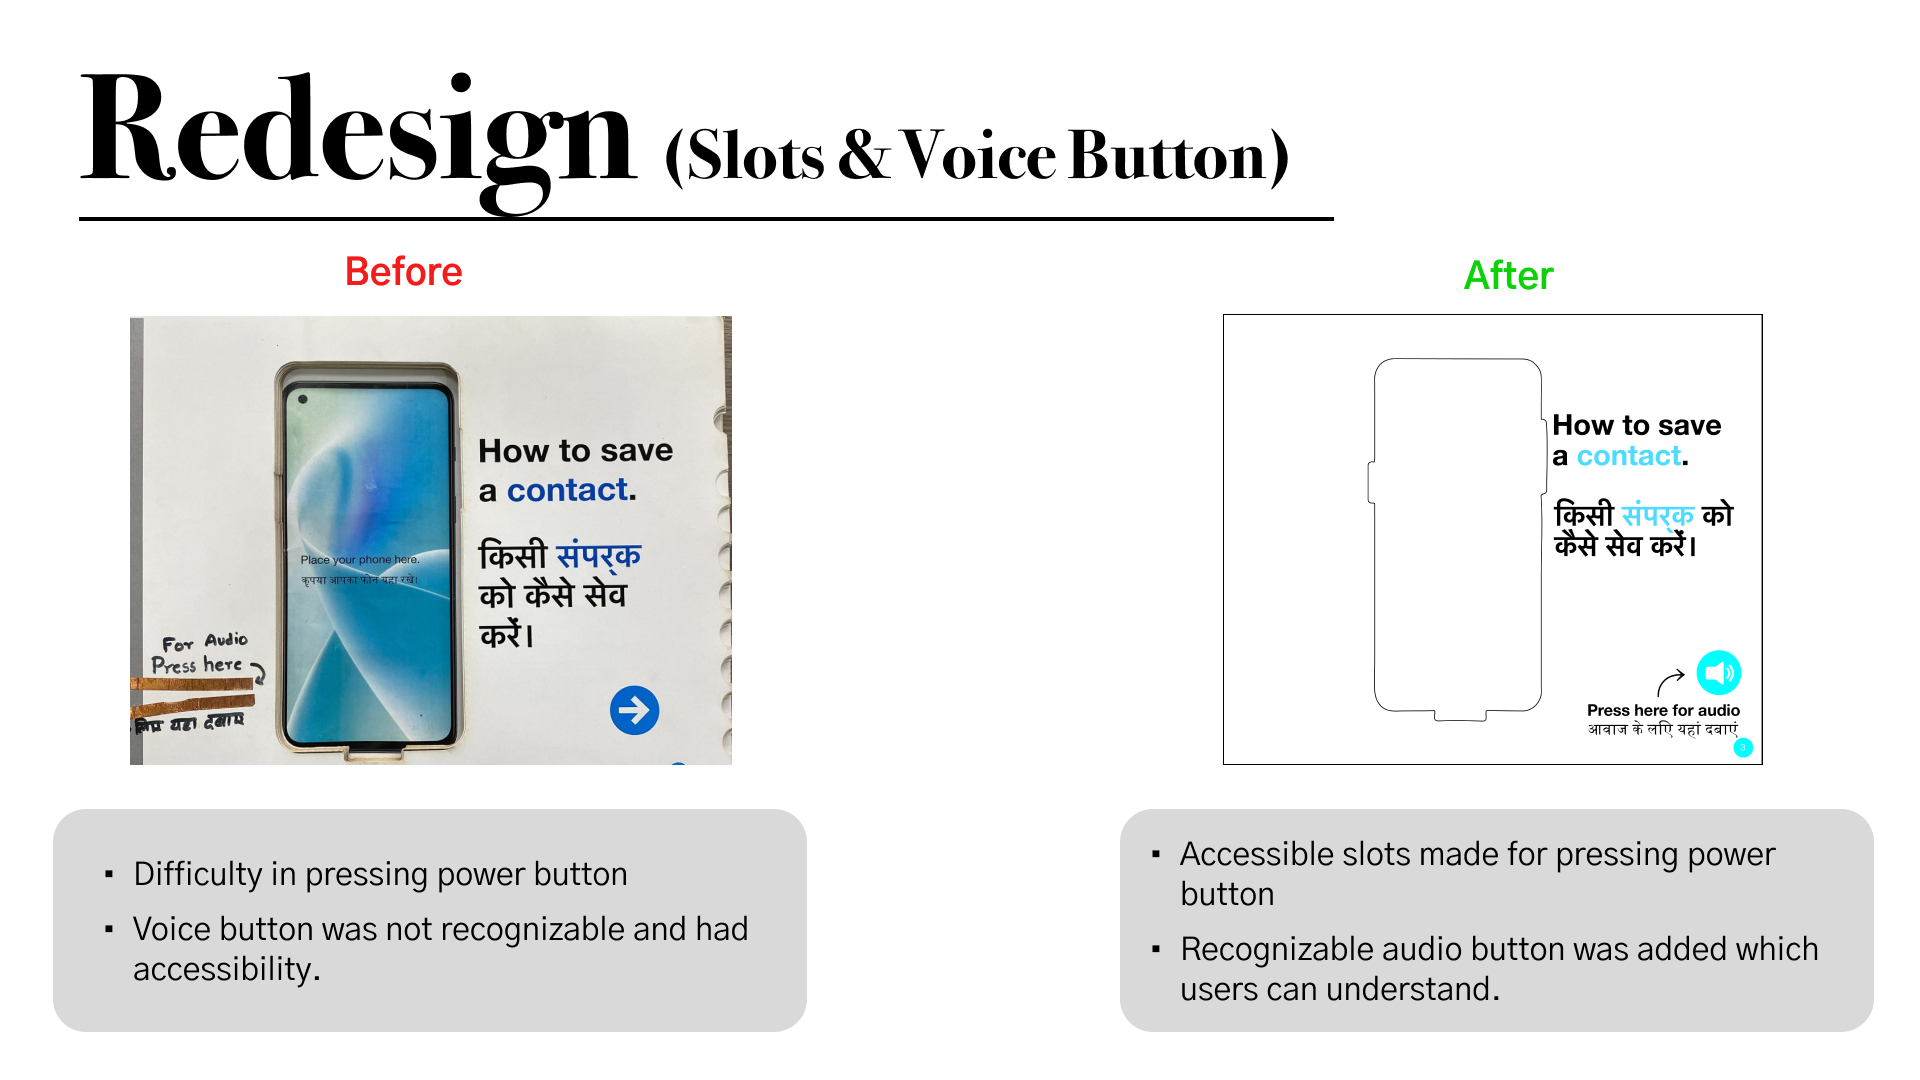 Redesign (Slots & Voice Button)
Before
How to save
a contact.
किसी संपर्‌क
को कैसे सेव
करें।
Place your phone here.
कृपया आपका फोन यहा रखे।
For Audio
Press here
यहा दबाए
Difficulty in pressing power button
Voice button was not recognizable and had
accessibility.
After
How to save
a contact.
किसी संपर्‌क को
कैसे सेव करें।
Press here for audio
आवाज के लिए यहां दबाएं
3
Accessible slots made for pressing power
button
Recognizable audio button was added which
users can understand.